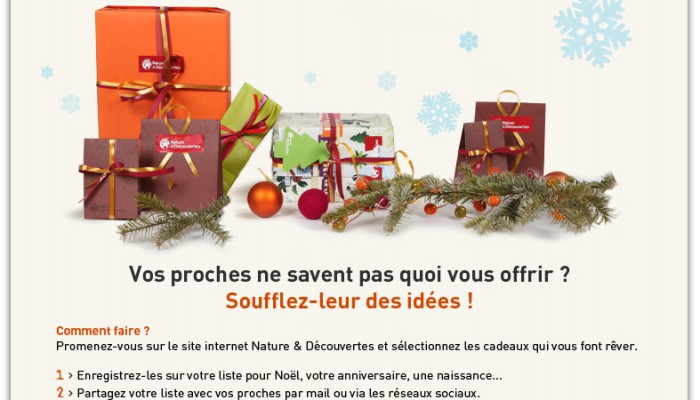 Nature
& Découvertes
Nature
& Découvertes
Nature
& Découvertes
Vos proches ne savent pas quoi vous offrir ?
Soufflez-leur des idées !
Comment faire ?
Promenez-vous sur le site internet Nature & Découvertes et sélectionnez les cadeaux qui vous font rêver.
1 > Enregistrez-les sur votre liste pour Noël, votre anniversaire, une naissance...
2 > Partagez votre liste avec vos proches par mail ou via les réseaux sociaux.